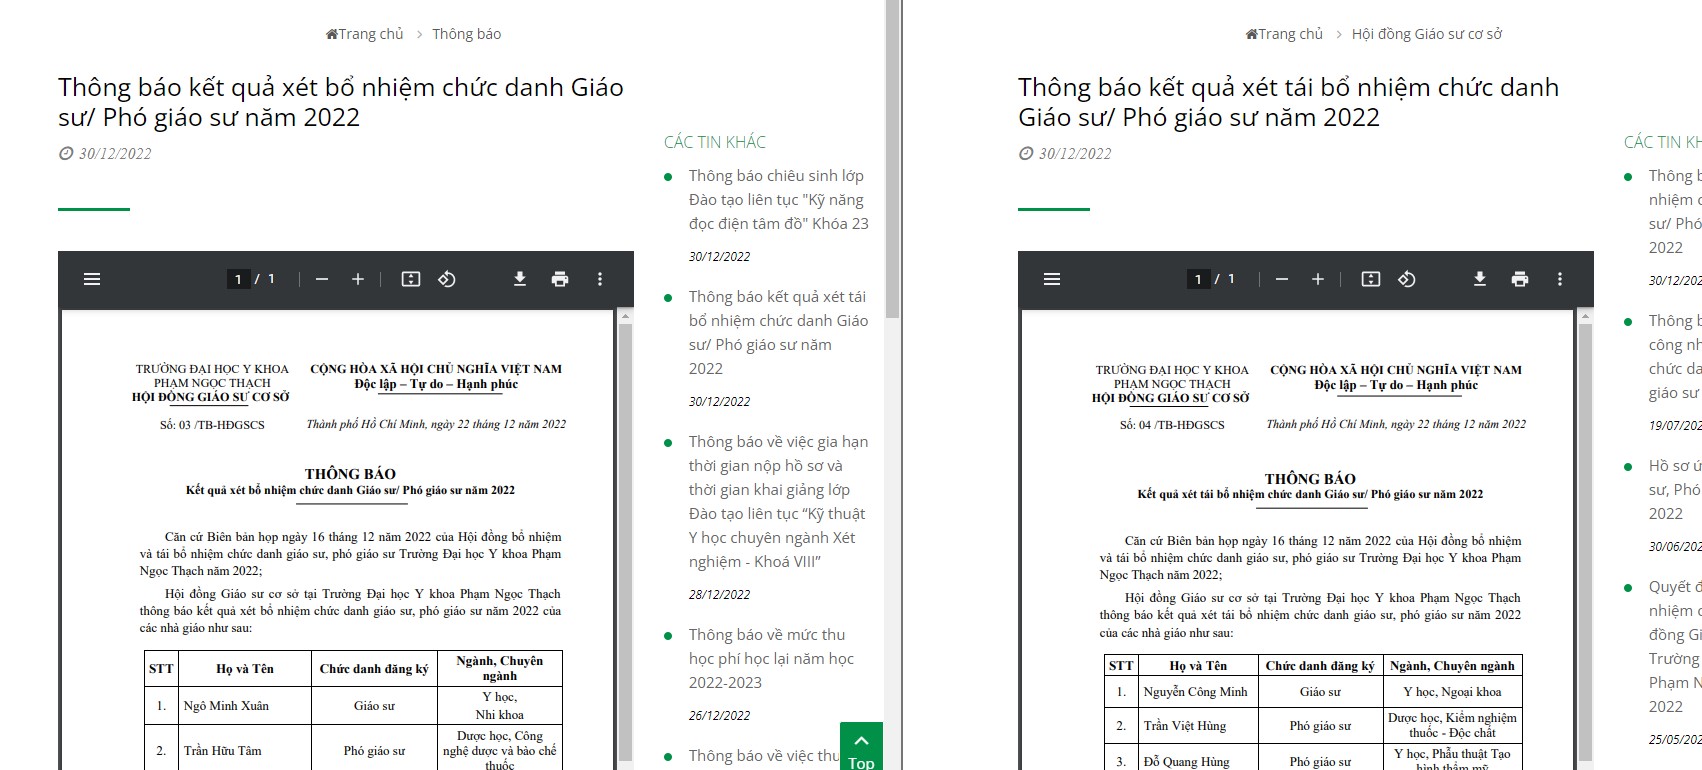 Trang chủ > Thông báo
Thông báo kết quả xét bổ nhiệm chức danh Giáo
sư/ Phó giáo sư năm 2022
30/12/2022
1 / 1
TRƯỜNG ĐẠI HỌC Y KHOA
PHẠM NGỌC THẠCH
HỘI ĐỒNG GIÁO SƯ CƠ SỞ
CỘNG HÒA XÃ HỘI CHỦ NGHĨA VIỆT NAM
Độc lập – Tự do – Hạnh phúc
Số: 03 /TB-HĐGSCS
Thành phố Hồ Chí Minh, ngày 22 tháng 12 năm 2022
THÔNG BÁO
Kết quả xét bổ nhiệm chức danh Giáo sư/ Phó giáo sư năm 2022
Căn cứ Biên bản họp ngày 16 tháng 12 năm 2022 của Hội đồng bổ nhiệm
và tái bổ nhiệm chức danh giáo sư, phó giáo sư Trường Đại học Y khoa Phạm
Ngọc Thạch năm 2022;
Hội đồng Giáo sư cơ sở tại Trường Đại học Y khoa Phạm Ngọc Thạch
thông báo kết quả xét bổ nhiệm chức danh giáo sư, phó giáo sư năm 2022 của
các nhà giáo như sau:
STT Họ và Tên Chức danh đăng ký Ngành, Chuyên
ngành
1. Ngô Minh Xuân Giáo sư Y học,
Nhi khoa
2. Trần Hữu Tâm Phó giáo sư Dược học, Công
nghệ dược và bào chế
thuốc
CÁC TIN KHÁC
Thông báo chiêu sinh lớp
Đào tạo liên tục "Kỹ năng
đọc điện tâm đồ" Khóa 23
30/12/2022
Thông báo kết quả xét tái
bổ nhiệm chức danh Giáo
sư/ Phó giáo sư năm
2022
30/12/2022
Thông báo về việc gia hạn
thời gian nộp hồ sơ và
thời gian khai giảng lớp
Đào tạo liên tục “Kỹ thuật
Y học chuyên ngành Xét
nghiệm - Khoá VIII”
28/12/2022
Thông báo về mức thu
học phí học lại năm học
2022-2023
26/12/2022
Thông báo về việc thu
Top
Trang chủ > Hội đồng Giáo sư cơ sở
Thông báo kết quả xét tái bổ nhiệm chức danh
Giáo sư/ Phó giáo sư năm 2022
30/12/2022
1 / 1
TRƯỜNG ĐẠI HỌC Y KHOA
PHẠM NGỌC THẠCH
HỘI ĐỒNG GIÁO SƯ CƠ SỞ
CỘNG HÒA XÃ HỘI CHỦ NGHĨA VIỆT NAM
Độc lập – Tự do – Hạnh phúc
Số: 04 /TB-HĐGSCS
Thành phố Hồ Chí Minh, ngày 22 tháng 12 năm 2022
THÔNG BÁO
Kết quả xét tái bổ nhiệm chức danh Giáo sư/ Phó giáo sư năm 2022
Căn cứ Biên bản họp ngày 16 tháng 12 năm 2022 của Hội đồng bổ nhiệm
và tái bổ nhiệm chức danh giáo sư, phó giáo sư Trường Đại học Y khoa Phạm
Ngọc Thạch năm 2022;
Hội đồng Giáo sư cơ sở tại Trường Đại học Y khoa Phạm Ngọc Thạch
thông báo kết quả xét tái bổ nhiệm chức danh giáo sư, phó giáo sư năm 2022
của các nhà giáo như sau:
STT Họ và Tên Chức danh đăng ký Ngành, Chuyên ngành
1. Nguyễn Công Minh Giáo sư Y học, Ngoại khoa
2. Trần Việt Hùng Phó giáo sư Dược học, Kiểm nghiệm
thuốc - Độc chất
3. Đỗ Quang Hùng Phó giáo sư Y học, Phẫu thuật Tạo
hình thẩm mỹ
CÁC TIN
Thông
nhiệm
sư/ Phó
2022
30/12/202
Thông
công
chức
giáo sư
19/07/202
Hồ sơ
sư, Phó
2022
30/06/202
Quyết
nhiệm
đồng
Trường
Phạm
2022
25/05/202